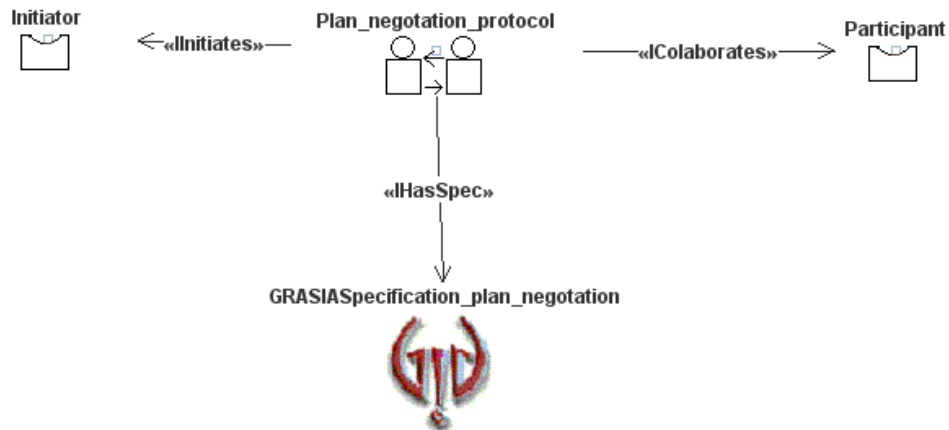 Initiator
Plan_negotation_protocol
Participant
«IInitiates»
«IColaborates»
«IHasSpec»
GRASIASpecification_plan_negotation